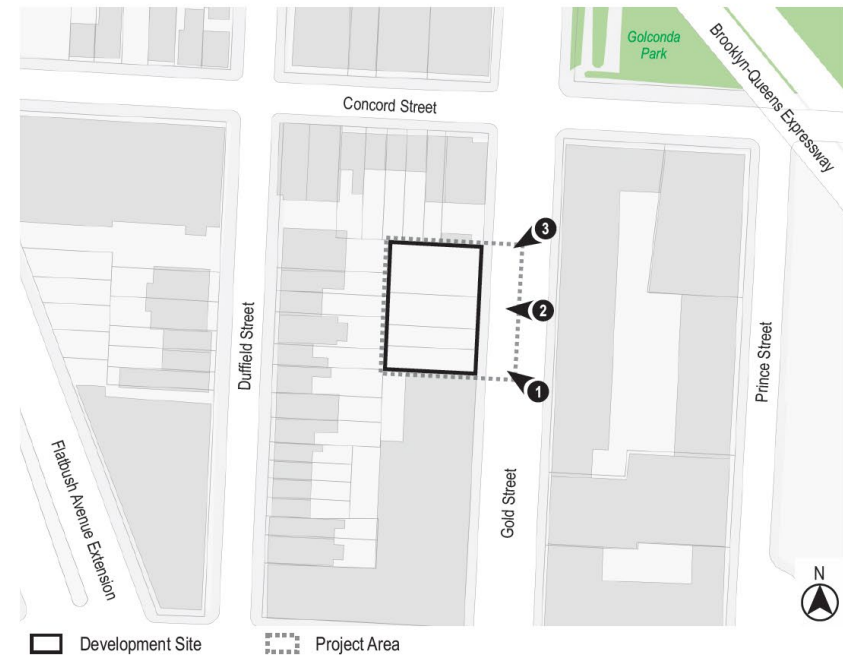 Golconda
Park
Brooklyn-Queens Expressway
Concord Street
3
2
1
Duffield Street
Prince Street
Flatbush Avenue Extension
Gold Street
N
Development Site
Project Area